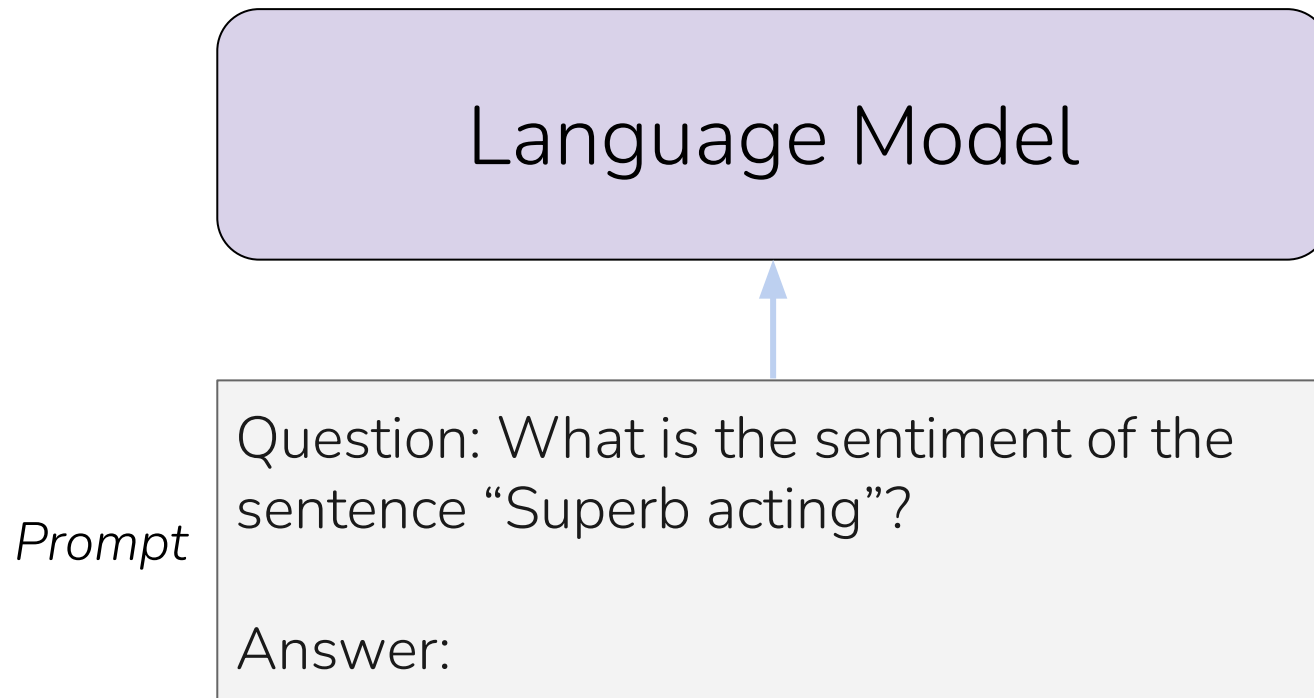 Language Model
Question: What is the sentiment of the
sentence “Superb acting”?
Prompt
Answer: